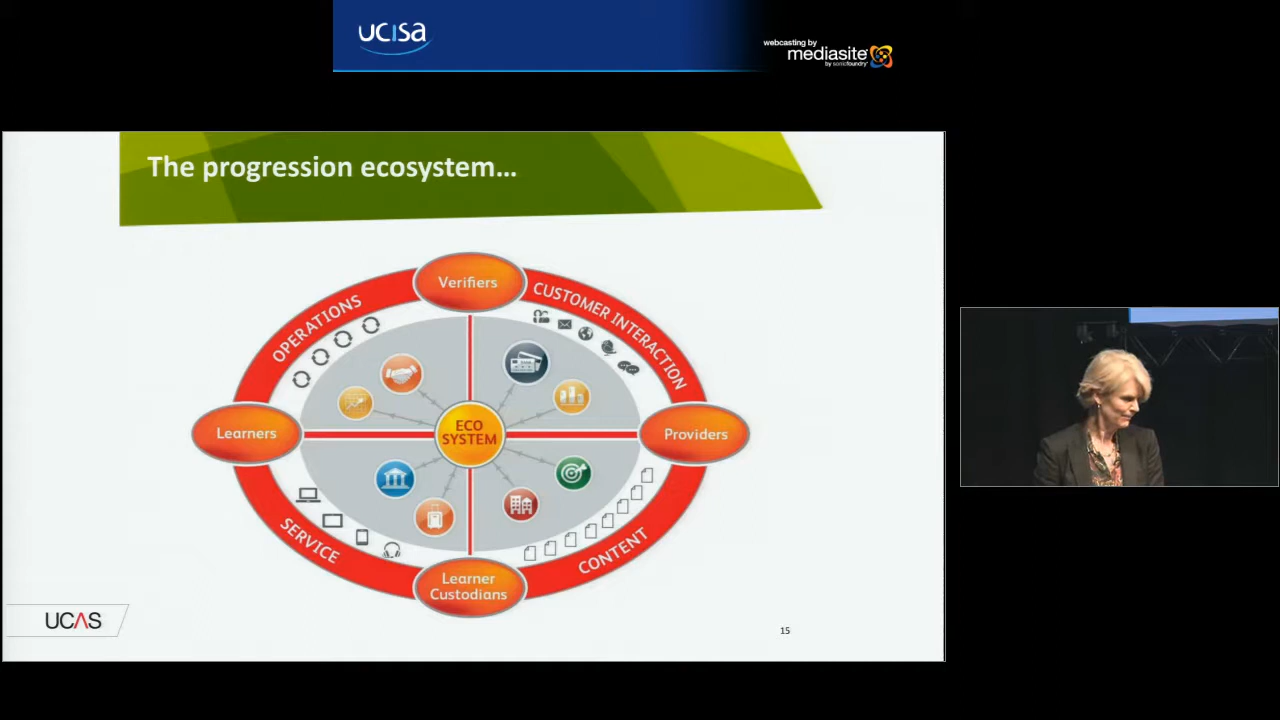 ucisa
webcasting by
mediasite
by sonicfoundry
The progression ecosystem...
Verifiers
OPERATIONS
CUSTOMER INTERACTION
Learners
ECO
SYSTEM
Providers
SERVICE
CONTENT
Learner
Custodians
UCAS
15